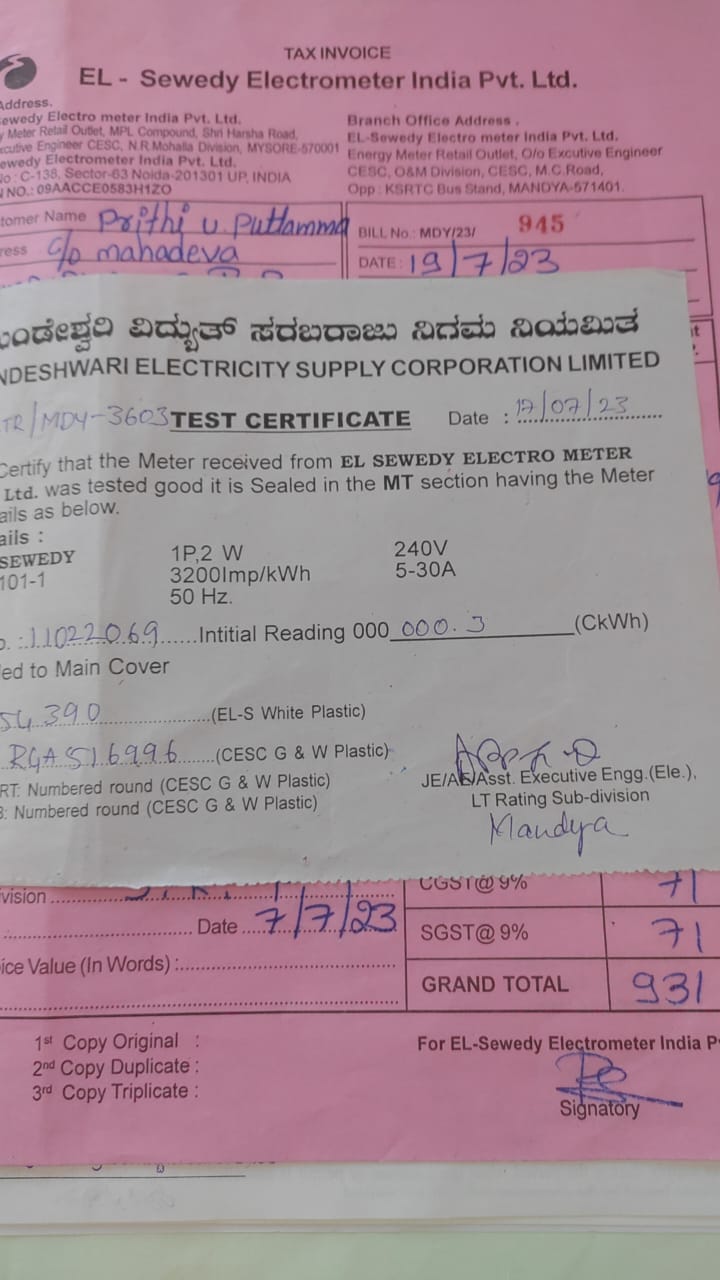 TAX INVOICE
EL - Sewedy Electrometer India Pvt. Ltd.
Address.
ewedy Electro meter India Pvt. Ltd.
y Meter Retail Outlet, MPL Compound, Shri Harsha Road,
cutive Engineer CESC, N.R.Mohalla Division, MYSORE-570001
ewedy Electrometer India Pvt. Ltd.
No : C-138, Sector-63 Noida-201301 UP, INDIA
NO.: 09AACCE0583H1ZO
Branch Office Address .
EL-Sewedy Electro meter India Pvt. Ltd.
Energy Meter Retail Outlet, O/o Excutive Engineer
CESC, O&M Division, CESC, M.C.Road,
Opp : KSRTC Bus Stand, MANDYA-571401.
tomer Name Prithi u Puttamma
ress C/o mahadeva
BILL No.: MDY/23/ 945
DATE : 19/7/23
ಂಡೇಶ್ವರಿ ವಿದ್ಯುತ್ ಸರಬರಾಜು ನಿಗಮ ನಿಯಮಿತ
NDESHWARI ELECTRICITY SUPPLY CORPORATION LIMITED
TR/MDY-3603 TEST CERTIFICATE Date : 17/07/23
Certify that the Meter received from EL SEWEDY ELECTRO METER
Ltd. was tested good it is Sealed in the MT section having the Meter
ails as below.
ails :
SEWEDY 1P,2 W 240V
101-1 3200Imp/kWh 5-30A
50 Hz.
o. : 11022069 Intitial Reading 000 000.3 (CkWh)
ed to Main Cover
54390 (EL-S White Plastic)
RGA516996 (CESC G & W Plastic)
RT: Numbered round (CESC G & W Plastic)
B: Numbered round (CESC G & W Plastic)
JE/AE/Asst. Executive Engg.(Ele.),
LT Rating Sub-division
Mandya
vision
Date 7/7/23
ice Value (In Words) :
CGST@ 9% 71
SGST@ 9% 71
GRAND TOTAL 931
1st Copy Original :
2nd Copy Duplicate :
3rd Copy Triplicate :
For EL-Sewedy Electrometer India P
Signatory